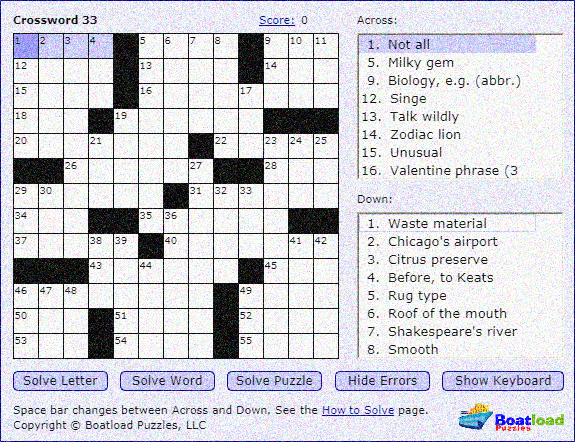 Crossword 33
Score: 0
1 2 3 4 5 6 7 8 9 10 11
12 13 14
15 16 17
18 19
20 21 22 23 24 25
26 27 28
29 30 31 32 33
34 35 36
37 38 39 40 41 42
43 44 45
46 47 48 49
50 51 52
53 54 55
Across:
1. Not all
5. Milky gem
9. Biology, e.g. (abbr.)
12. Singe
13. Talk wildly
14. Zodiac lion
15. Unusual
16. Valentine phrase (3
Down:
1. Waste material
2. Chicago's airport
3. Citrus preserve
4. Before, to Keats
5. Rug type
6. Roof of the mouth
7. Shakespeare's river
8. Smooth
Solve Letter Solve Word Solve Puzzle Hide Errors Show Keyboard
Space bar changes between Across and Down. See the How to Solve page.
Copyright © Boatload Puzzles, LLC
Boatload
Puzzles